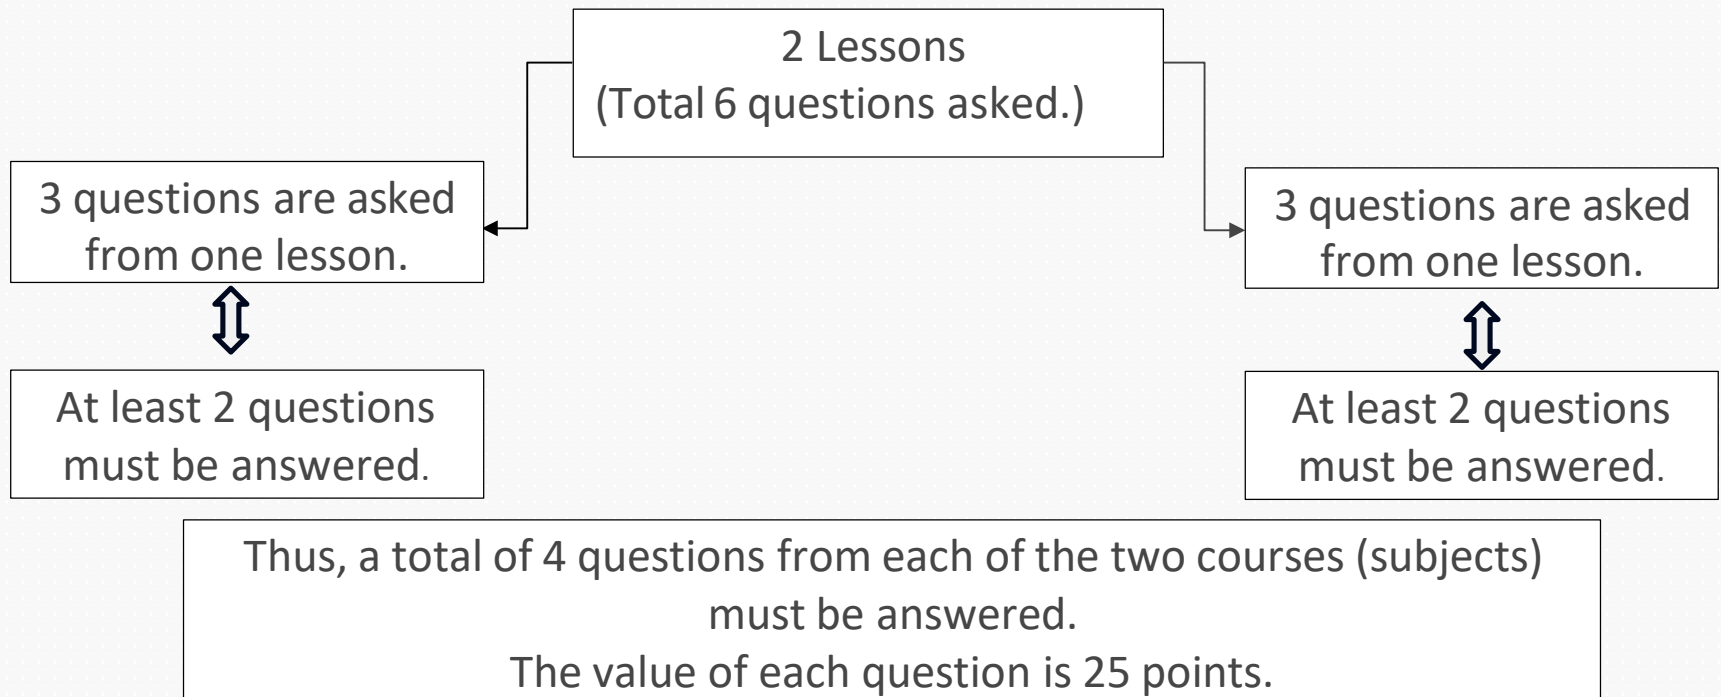 2 Lessons
(Total 6 questions asked.)
3 questions are asked
from one lesson.
3 questions are asked
from one lesson.
At least 2 questions
must be answered.
At least 2 questions
must be answered.
Thus, a total of 4 questions from each of the two courses (subjects)
must be answered.
The value of each question is 25 points.